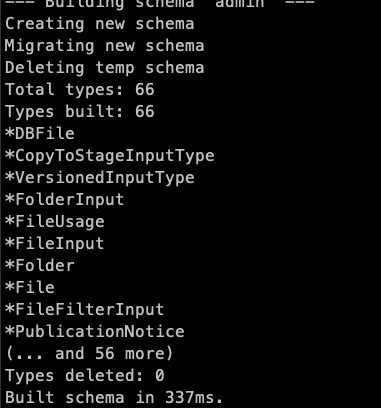 --- Building schema "admin" ---
Creating new schema
Migrating new schema
Deleting temp schema
Total types: 66
Types built: 66
*DBFile
*CopyToStageInputType
*VersionedInputType
*FolderInput
*FileUsage
*FileInput
*Folder
*File
*FileFilterInput
*PublicationNotice
(... and 56 more)
Types deleted: 0
Built schema in 337ms.